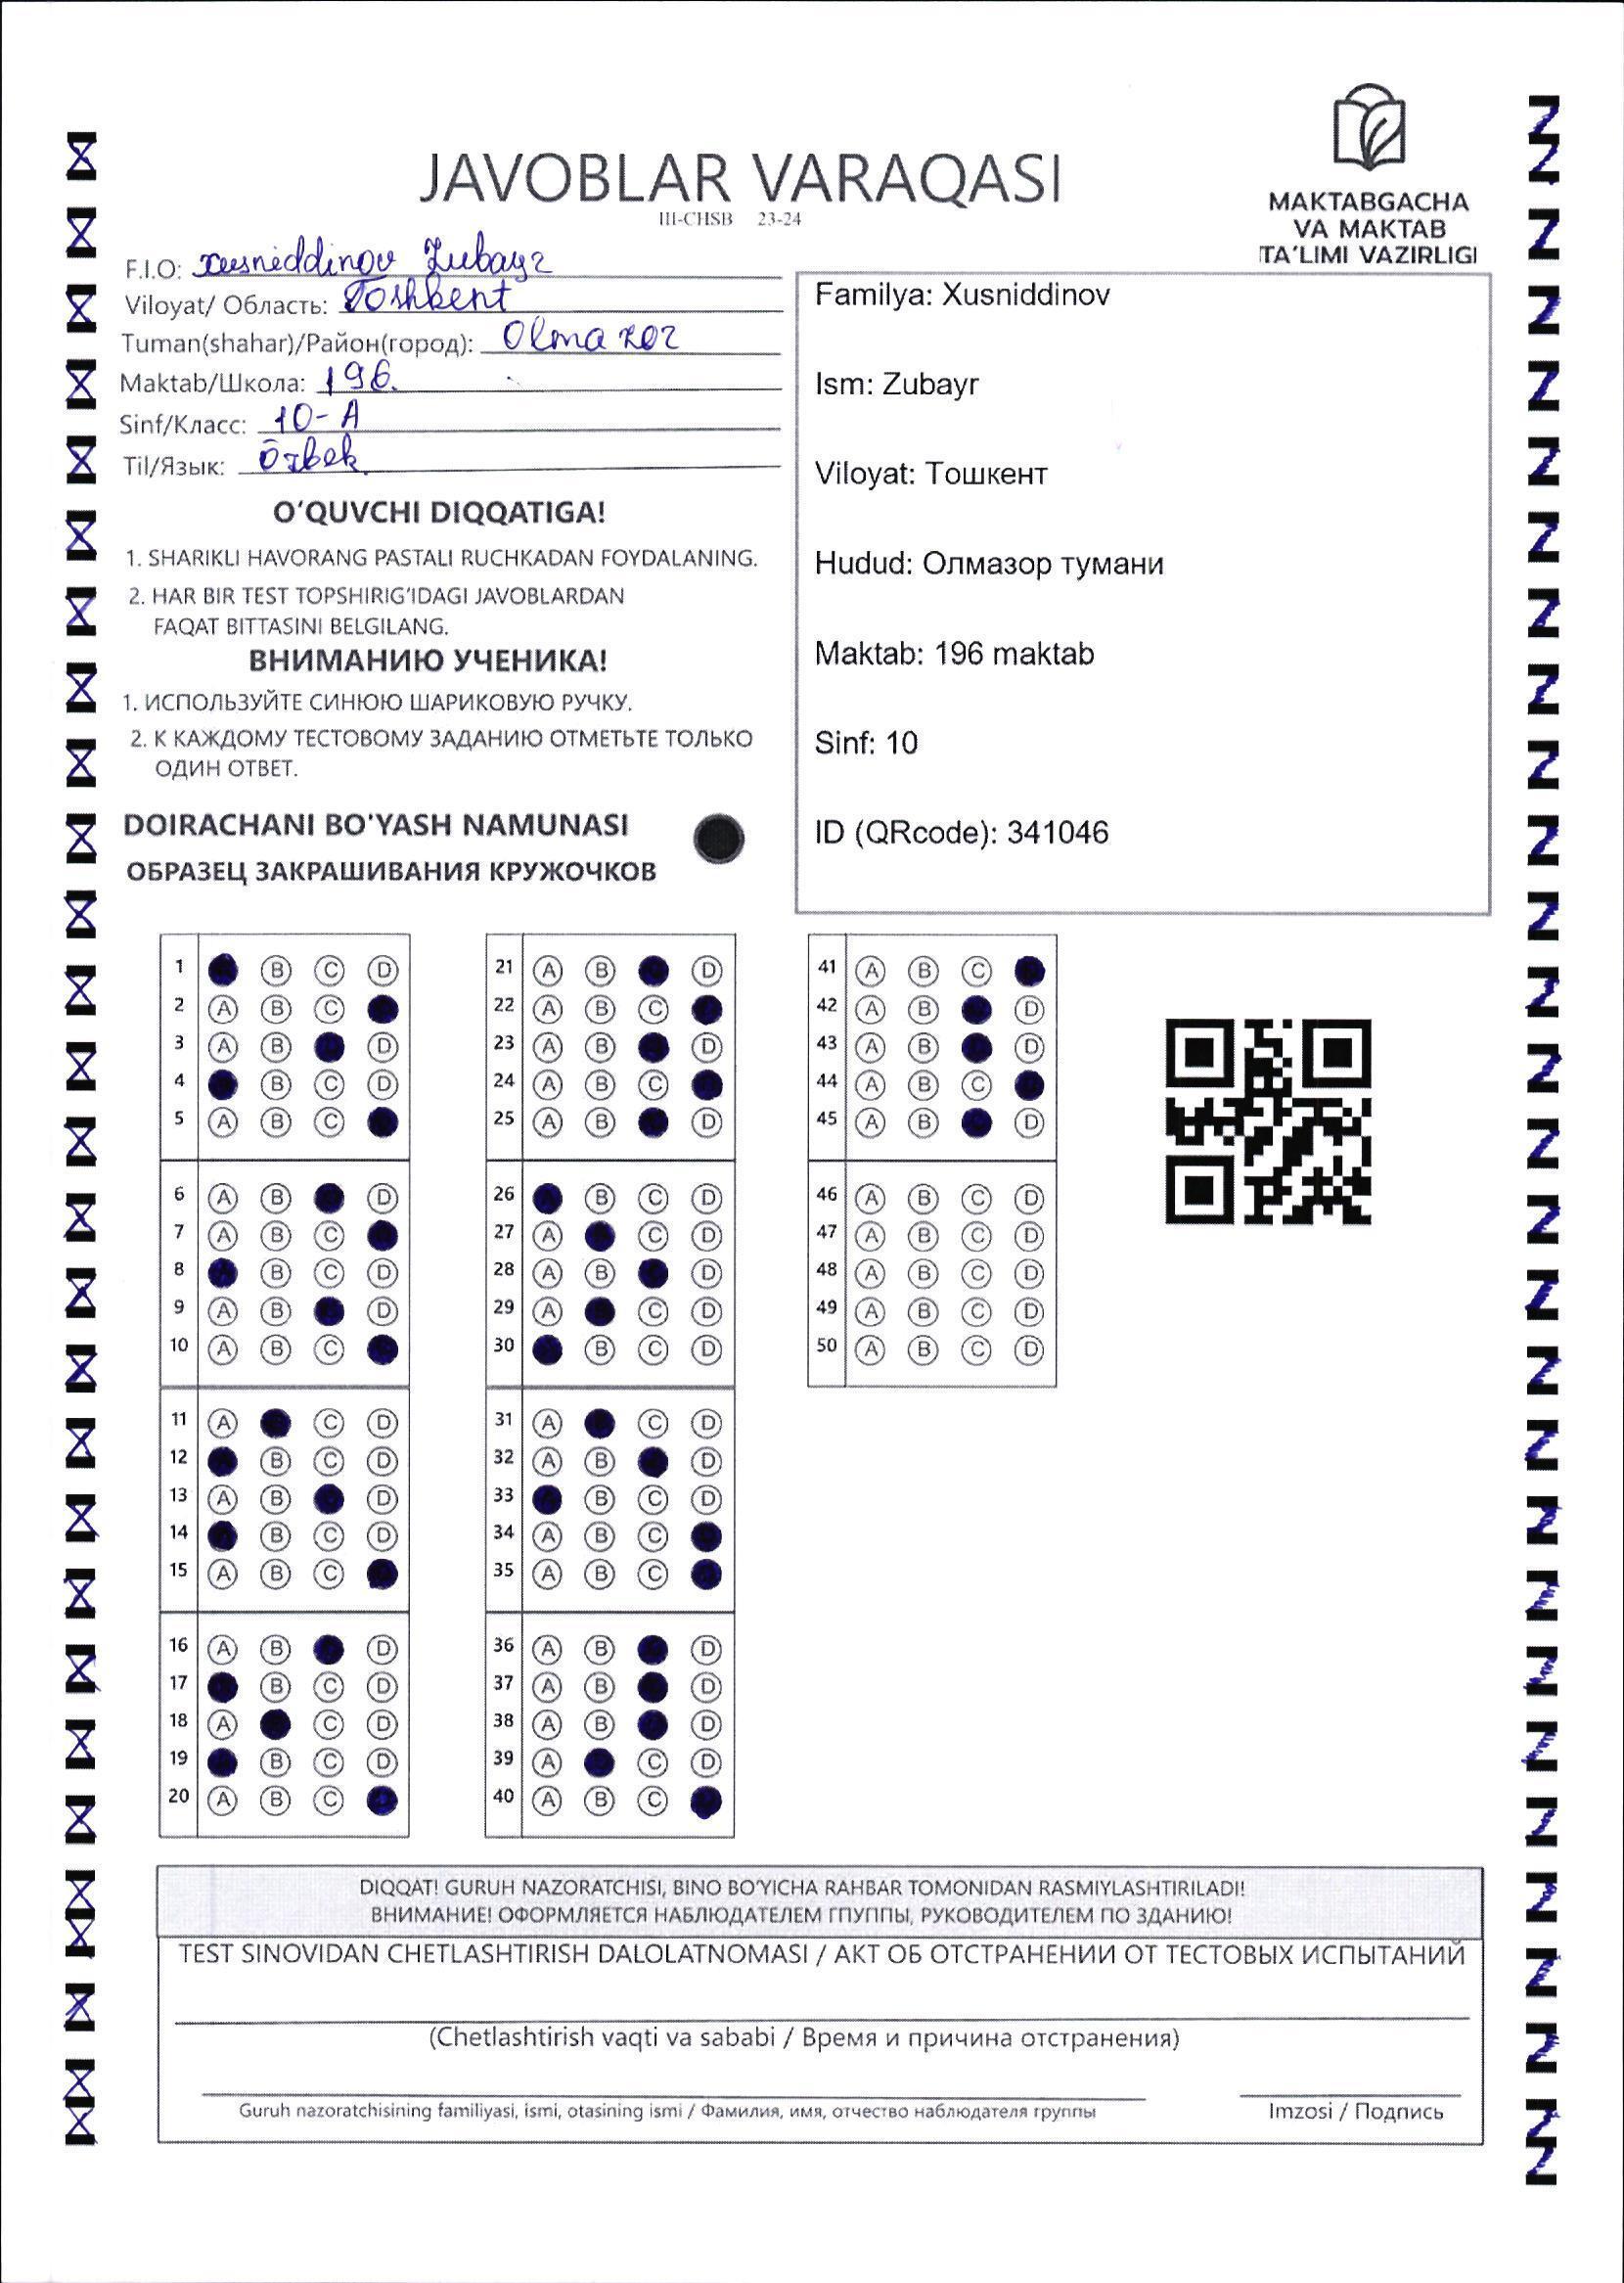 JAVOBLAR VARAQASI
III-CHSB 23-24
MAKTABGACHA
VA MAKTAB
TA'LIMI VAZIRLIGI
F.I.O: Xusniddinov Zubayr
Viloyat/ Область: Toshkent
Tuman(shahar)/Район(город): Olmazor
Maktab/Школа: 196.
Sinf/Класс: 10-A
Til/Язык: Ōzbek
O'QUVCHI DIQQATIGA!
1. SHARIKLI HAVORANG PASTALI RUCHKADAN FOYDALANING.
2. HAR BIR TEST TOPSHIRIG'IDAGI JAVOBLARDAN
FAQAT BITTASINI BELGILANG.
ВНИМАНИЮ УЧЕНИКА!
1. ИСПОЛЬЗУЙТЕ СИНЮЮ ШАРИКОВУЮ РУЧКУ.
2. К КАЖДОМУ ТЕСТОВОМУ ЗАДАНИЮ ОТМЕТЬТЕ ТОЛЬКО
ОДИН ОТВЕТ.
DOIRACHANI BO'YASH NAMUNASI
ОБРАЗЕЦ ЗАКРАШИВАНИЯ КРУЖОЧКОВ
Familya: Xusniddinov
Ism: Zubayr
Viloyat: Тошкент
Hudud: Олмазор тумани
Maktab: 196 maktab
Sinf: 10
ID (QRcode): 341046
1 B C D
2 A B C
3 A B D
4 B C D
5 A B C
6 A B D
7 A B C
8 B C D
9 A B D
10 A B C
11 A C D
12 B C D
13 A B D
14 B C D
15 A B C
16 A B D
17 B C D
18 A C D
19 B C D
20 A B C
21 A B D
22 A B C
23 A B D
24 A B C
25 A B D
26 B C D
27 A C D
28 A B D
29 A C D
30 B C D
31 A C D
32 A B D
33 B C D
34 A B C
35 A B C
36 A B D
37 A B D
38 A B D
39 A C D
40 A B C
41 A B C
42 A B D
43 A B D
44 A B C
45 A B D
46 A B C D
47 A B C D
48 A B C D
49 A B C D
50 A B C D
DIQQAT! GURUH NAZORATCHISI, BINO BO'YICHA RAHBAR TOMONIDAN RASMIYLASHTIRILADI!
ВНИМАНИЕ! ОФОРМЛЯЕТСЯ НАБЛЮДАТЕЛЕМ ГПУППЫ, РУКОВОДИТЕЛЕМ ПО ЗДАНИЮ!
TEST SINOVIDAN CHETLASHTIRISH DALOLATNOMASI / АКТ ОБ ОТСТРАНЕНИИ ОТ ТЕСТОВЫХ ИСПЫТАНИЙ
(Chetlashtirish vaqti va sababi / Время и причина отстранения)
Guruh nazoratchisining familiyasi, ismi, otasining ismi / Фамилия, имя, отчество наблюдателя группы
Imzosi / Подпись